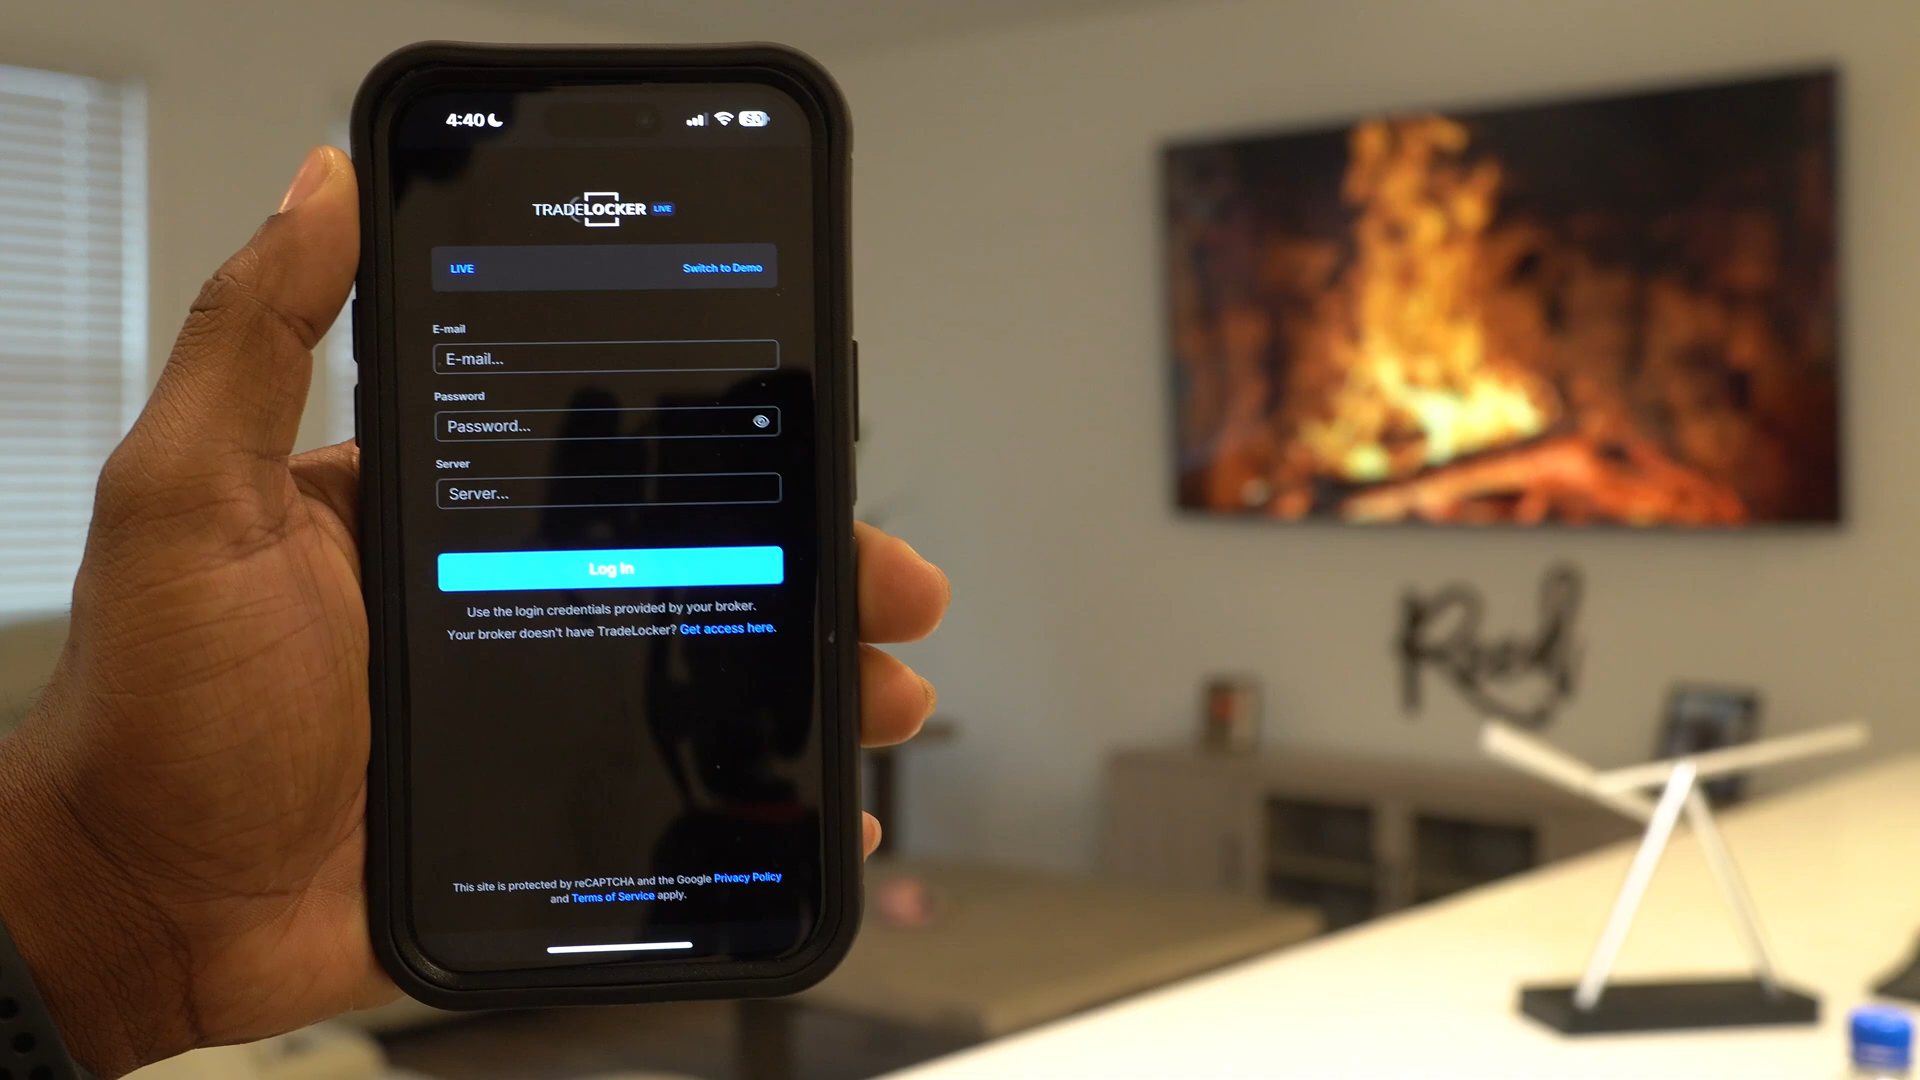 4:40
TRADELOCKER LIVE
LIVE Switch to Demo
E-mail
E-mail...
Password
Password...
Server
Server...
Log In
Use the login credentials provided by your broker.
Your broker doesn't have TradeLocker? Get access here.
This site is protected by reCAPTCHA and the Google Privacy Policy
and Terms of Service apply.